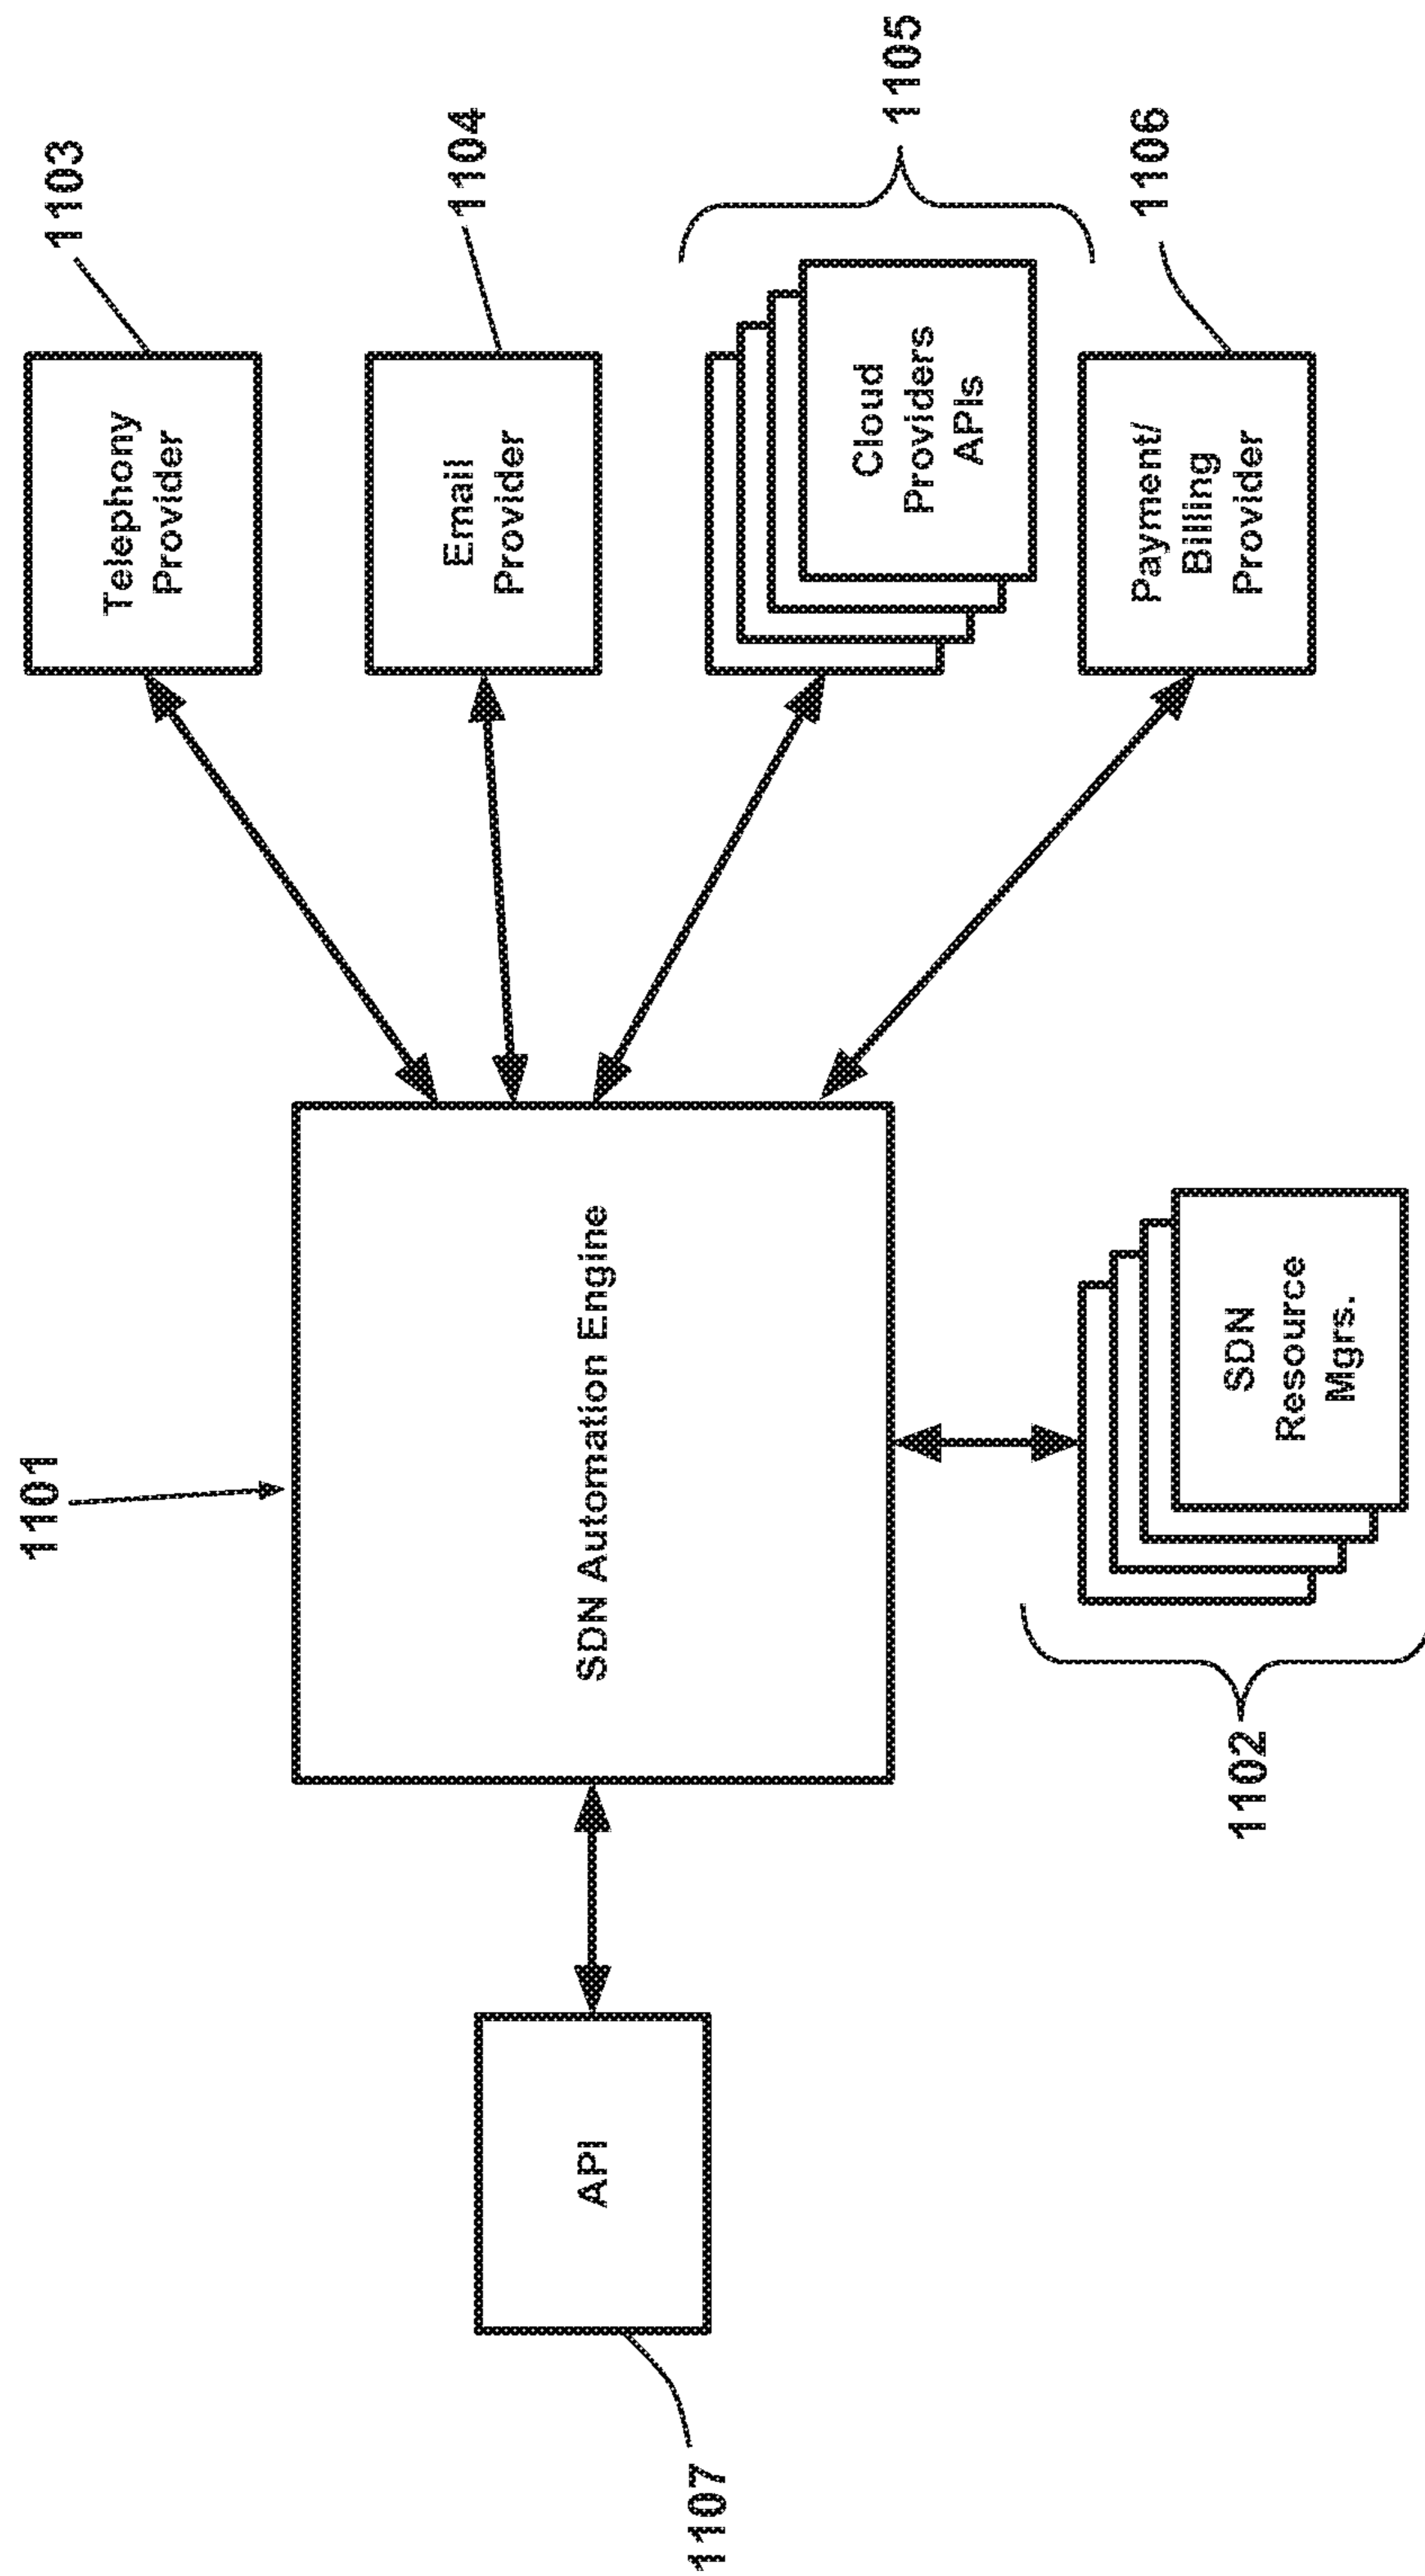 1101
1103
Telephony
Provider
1104
Email
Provider
1105
Cloud
Providers
APIs
1106
Payment/
Billing
Provider
SDN Automation Engine
API
1107
SDN
Resource
Mgrs.
1102